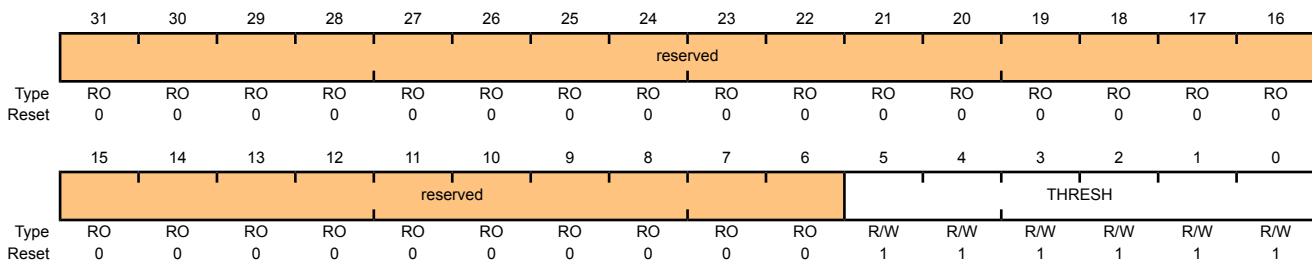 31 30 29 28 27 26 25 24 23 22 21 20 19 18 17 16
reserved
Type RO RO RO RO RO RO RO RO RO RO RO RO RO RO RO RO
Reset 0 0 0 0 0 0 0 0 0 0 0 0 0 0 0 0
15 14 13 12 11 10 9 8 7 6 5 4 3 2 1 0
reserved THRESH
Type RO RO RO RO RO RO RO RO RO RO R/W R/W R/W R/W R/W R/W
Reset 0 0 0 0 0 0 0 0 0 0 1 1 1 1 1 1